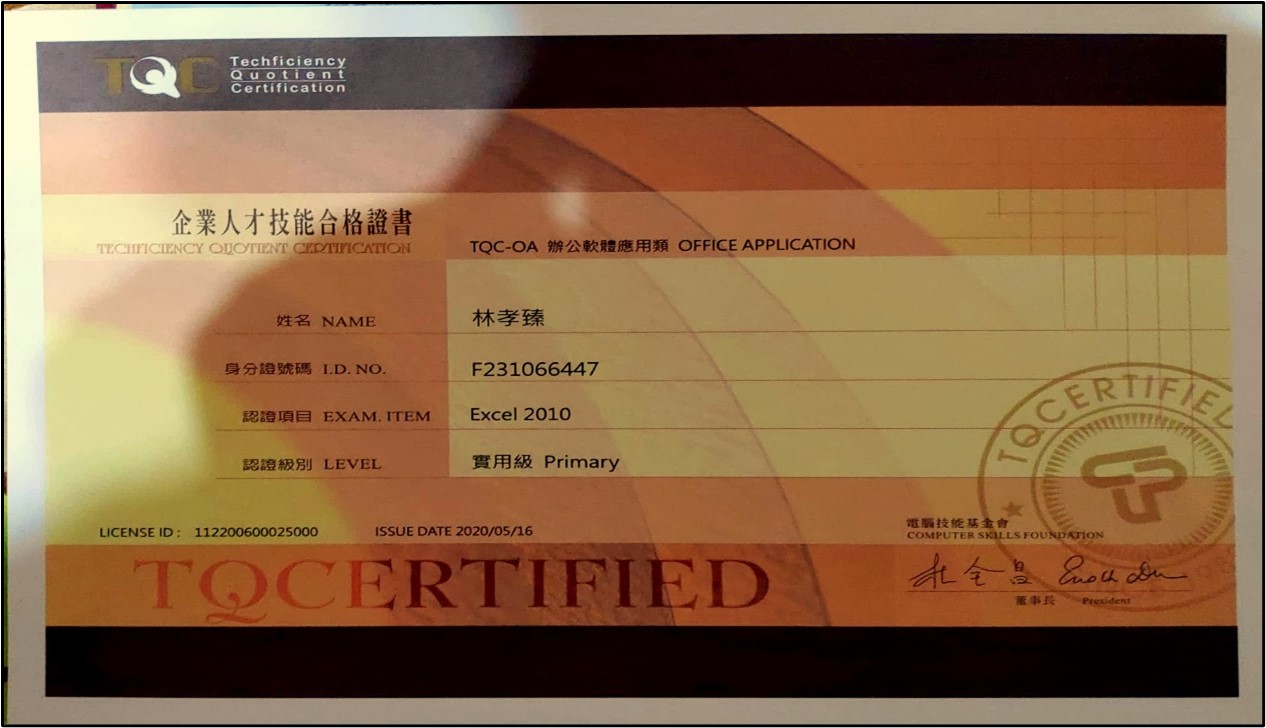 TQC Techficiency
Quotient
Certification
企業人才技能合格證書
TECHFICIENCY QUOTIENT CERTIFICATION
TQC-OA 辦公軟體應用類 OFFICE APPLICATION
姓名 NAME 林孝臻
身分證號碼 I.D. NO. F231066447
認證項目 EXAM. ITEM Excel 2010
認證級別 LEVEL 實用級 Primary
LICENSE ID : 112200600025000 ISSUE DATE 2020/05/16
電腦技能基金會
COMPUTER SKILLS FOUNDATION
TQCERTIFIED
杜全昌
董事長 President
TQCERTIFIED